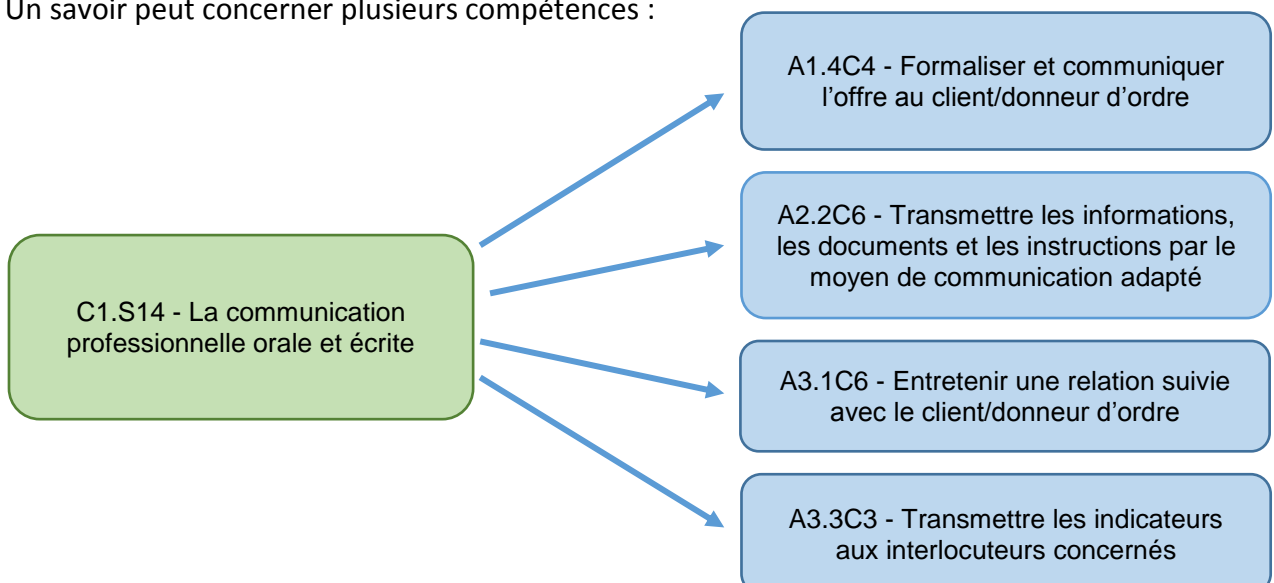 Un savoir peut concerner plusieurs compétences :
A1.4C4 - Formaliser et communiquer
l'offre au client/donneur d'ordre
A2.2C6 - Transmettre les informations,
les documents et les instructions par le
moyen de communication adapté
C1.S14 - La communication
professionnelle orale et écrite
A3.1C6 - Entretenir une relation suivie
avec le client/donneur d'ordre
A3.3C3 - Transmettre les indicateurs
aux interlocuteurs concernés